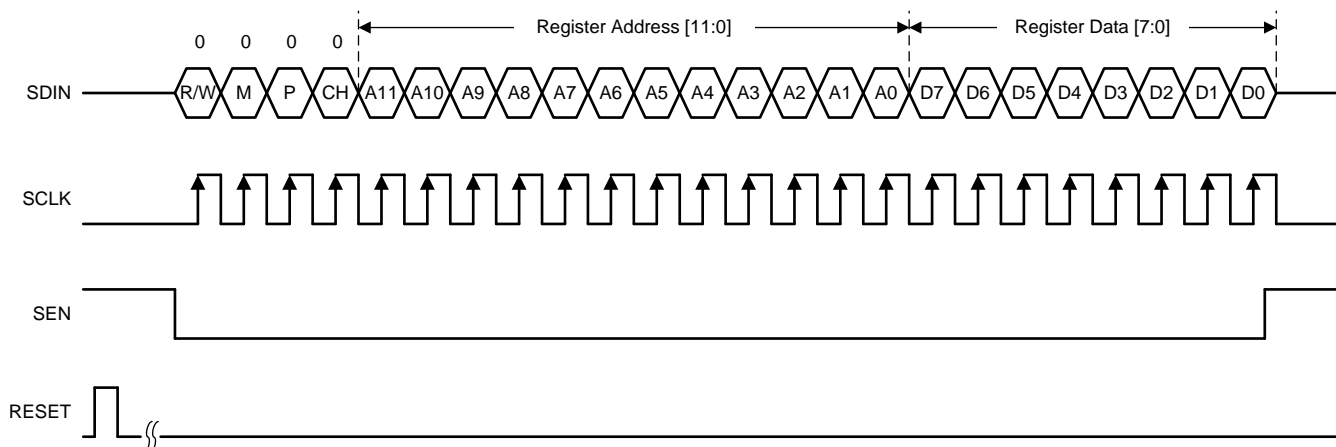 Register Address [11:0] Register Data [7:0]
0 0 0 0
SDIN R/W M P CH A11 A10 A9 A8 A7 A6 A5 A4 A3 A2 A1 A0 D7 D6 D5 D4 D3 D2 D1 D0
SCLK
SEN
RESET